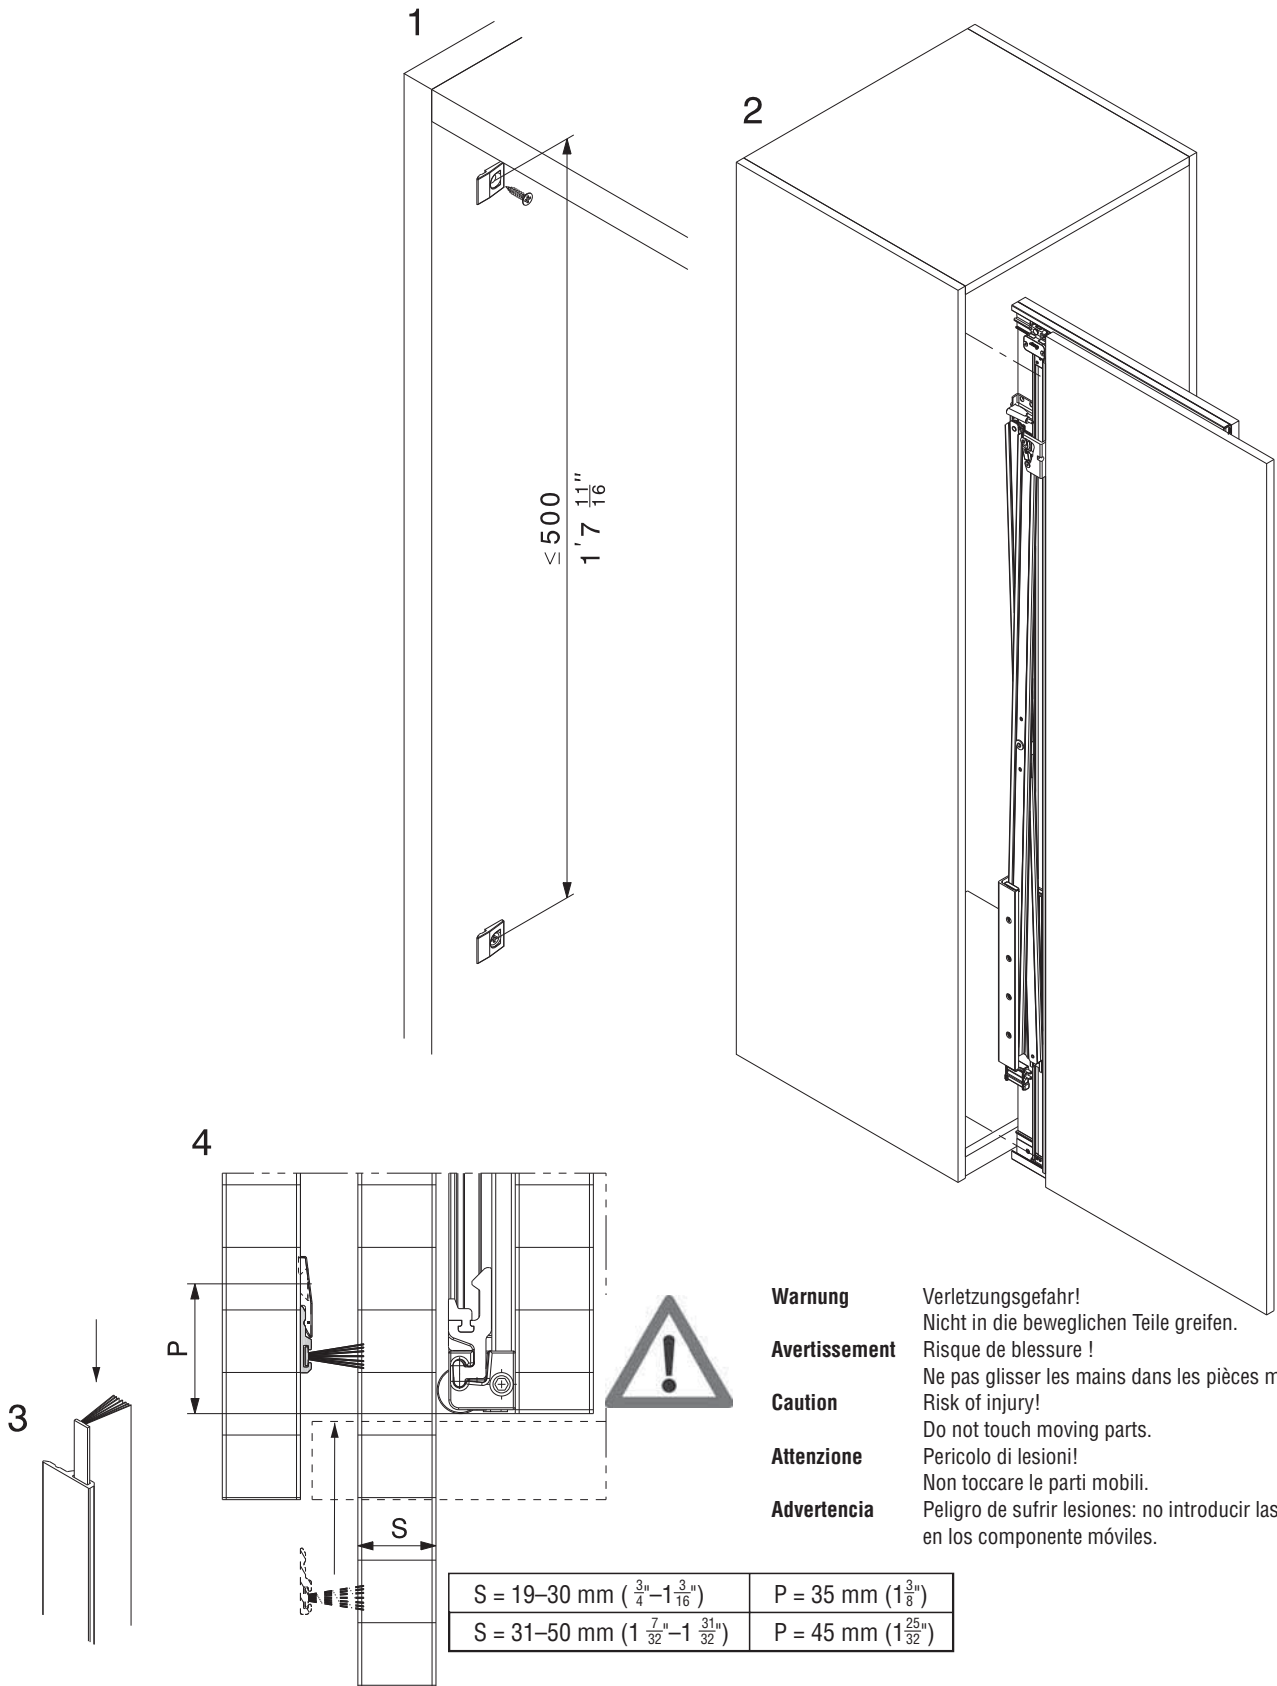 1
2
≤500
1' 7 11/16"
4
P
3
S
Warnung Verletzungsgefahr!
Nicht in die beweglichen Teile greifen.
Avertissement Risque de blessure !
Ne pas glisser les mains dans les pièces m
Caution Risk of injury!
Do not touch moving parts.
Attenzione Pericolo di lesioni!
Non toccare le parti mobili.
Advertencia Peligro de sufrir lesiones: no introducir las
en los componente móviles.
S = 19–30 mm (3/4"–1 3/16") P = 35 mm (1 3/8")
S = 31–50 mm (1 7/32"–1 31/32") P = 45 mm (1 25/32")